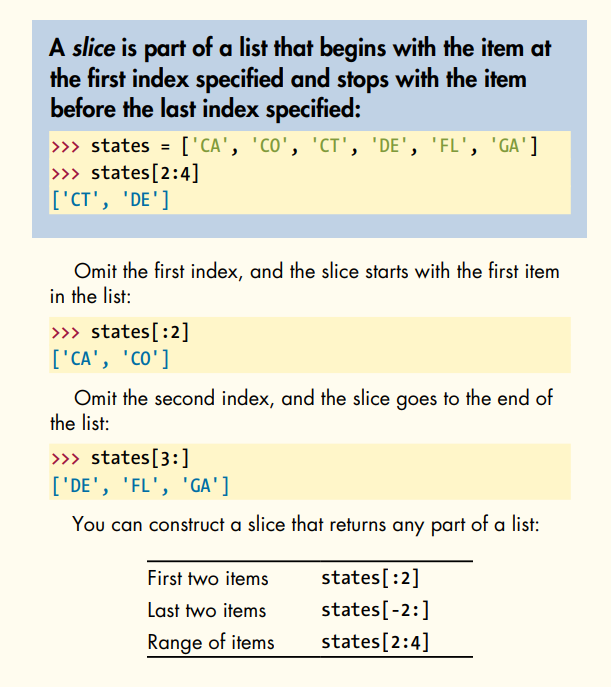 A slice is part of a list that begins with the item at
the first index specified and stops with the item
before the last index specified:
>>> states = ['CA', 'CO', 'CT', 'DE', 'FL', 'GA']
>>> states[2:4]
['CT', 'DE']
Omit the first index, and the slice starts with the first item
in the list:
>>> states[:2]
['CA', 'CO']
Omit the second index, and the slice goes to the end of
the list:
>>> states[3:]
['DE', 'FL', 'GA']
You can construct a slice that returns any part of a list:
First two items states[:2]
Last two items states[-2:]
Range of items states[2:4]